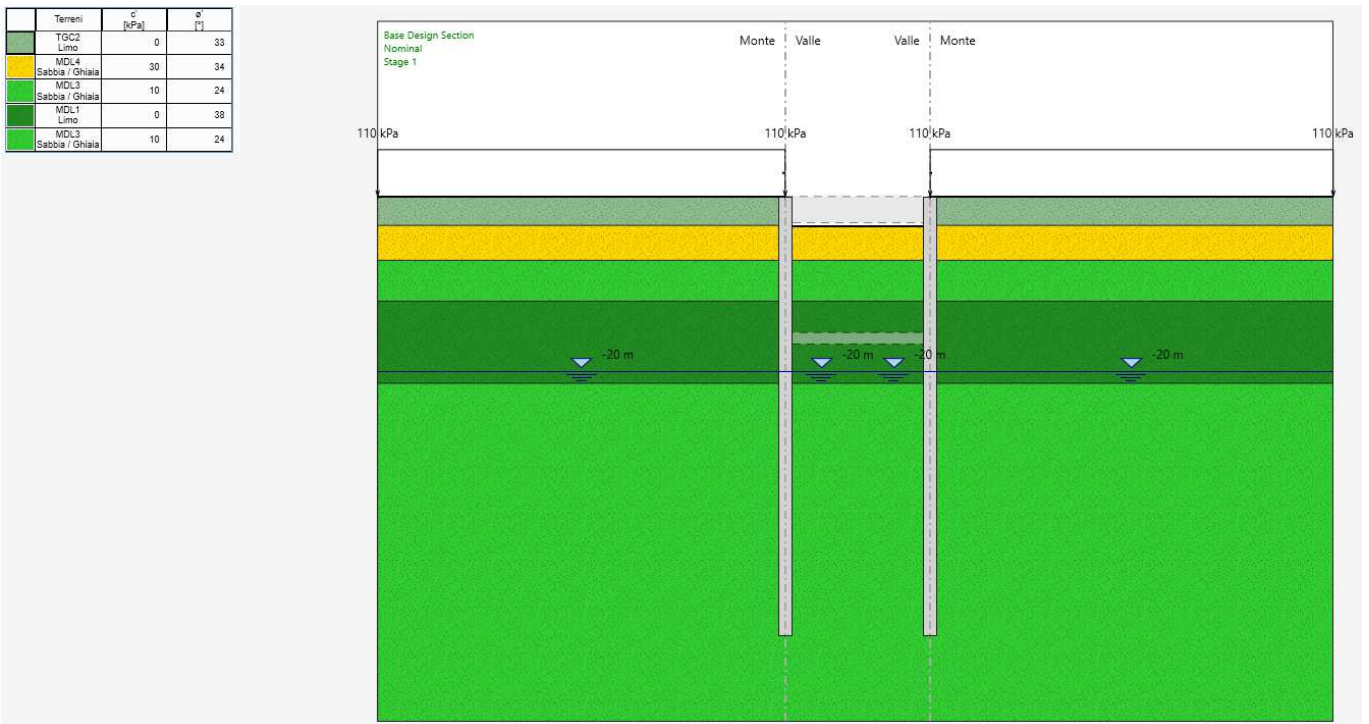 Terreni c' [kPa] ø' [°]
TGC2 Limo 0 33
MDL4 Sabbia / Ghiaia 30 34
MDL3 Sabbia / Ghiaia 10 24
MDL1 Limo 0 38
MDL3 Sabbia / Ghiaia 10 24
Base Design Section
Nominal
Stage 1
Monte Valle Valle Monte
110 kPa 110 kPa 110 kPa 110 kPa
-20 m -20 m -20 m -20 m